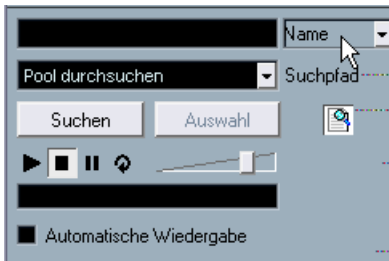 Name
Pool durchsuchen
Suchpfad
Suchen
Auswahl
Automatische Wiedergabe